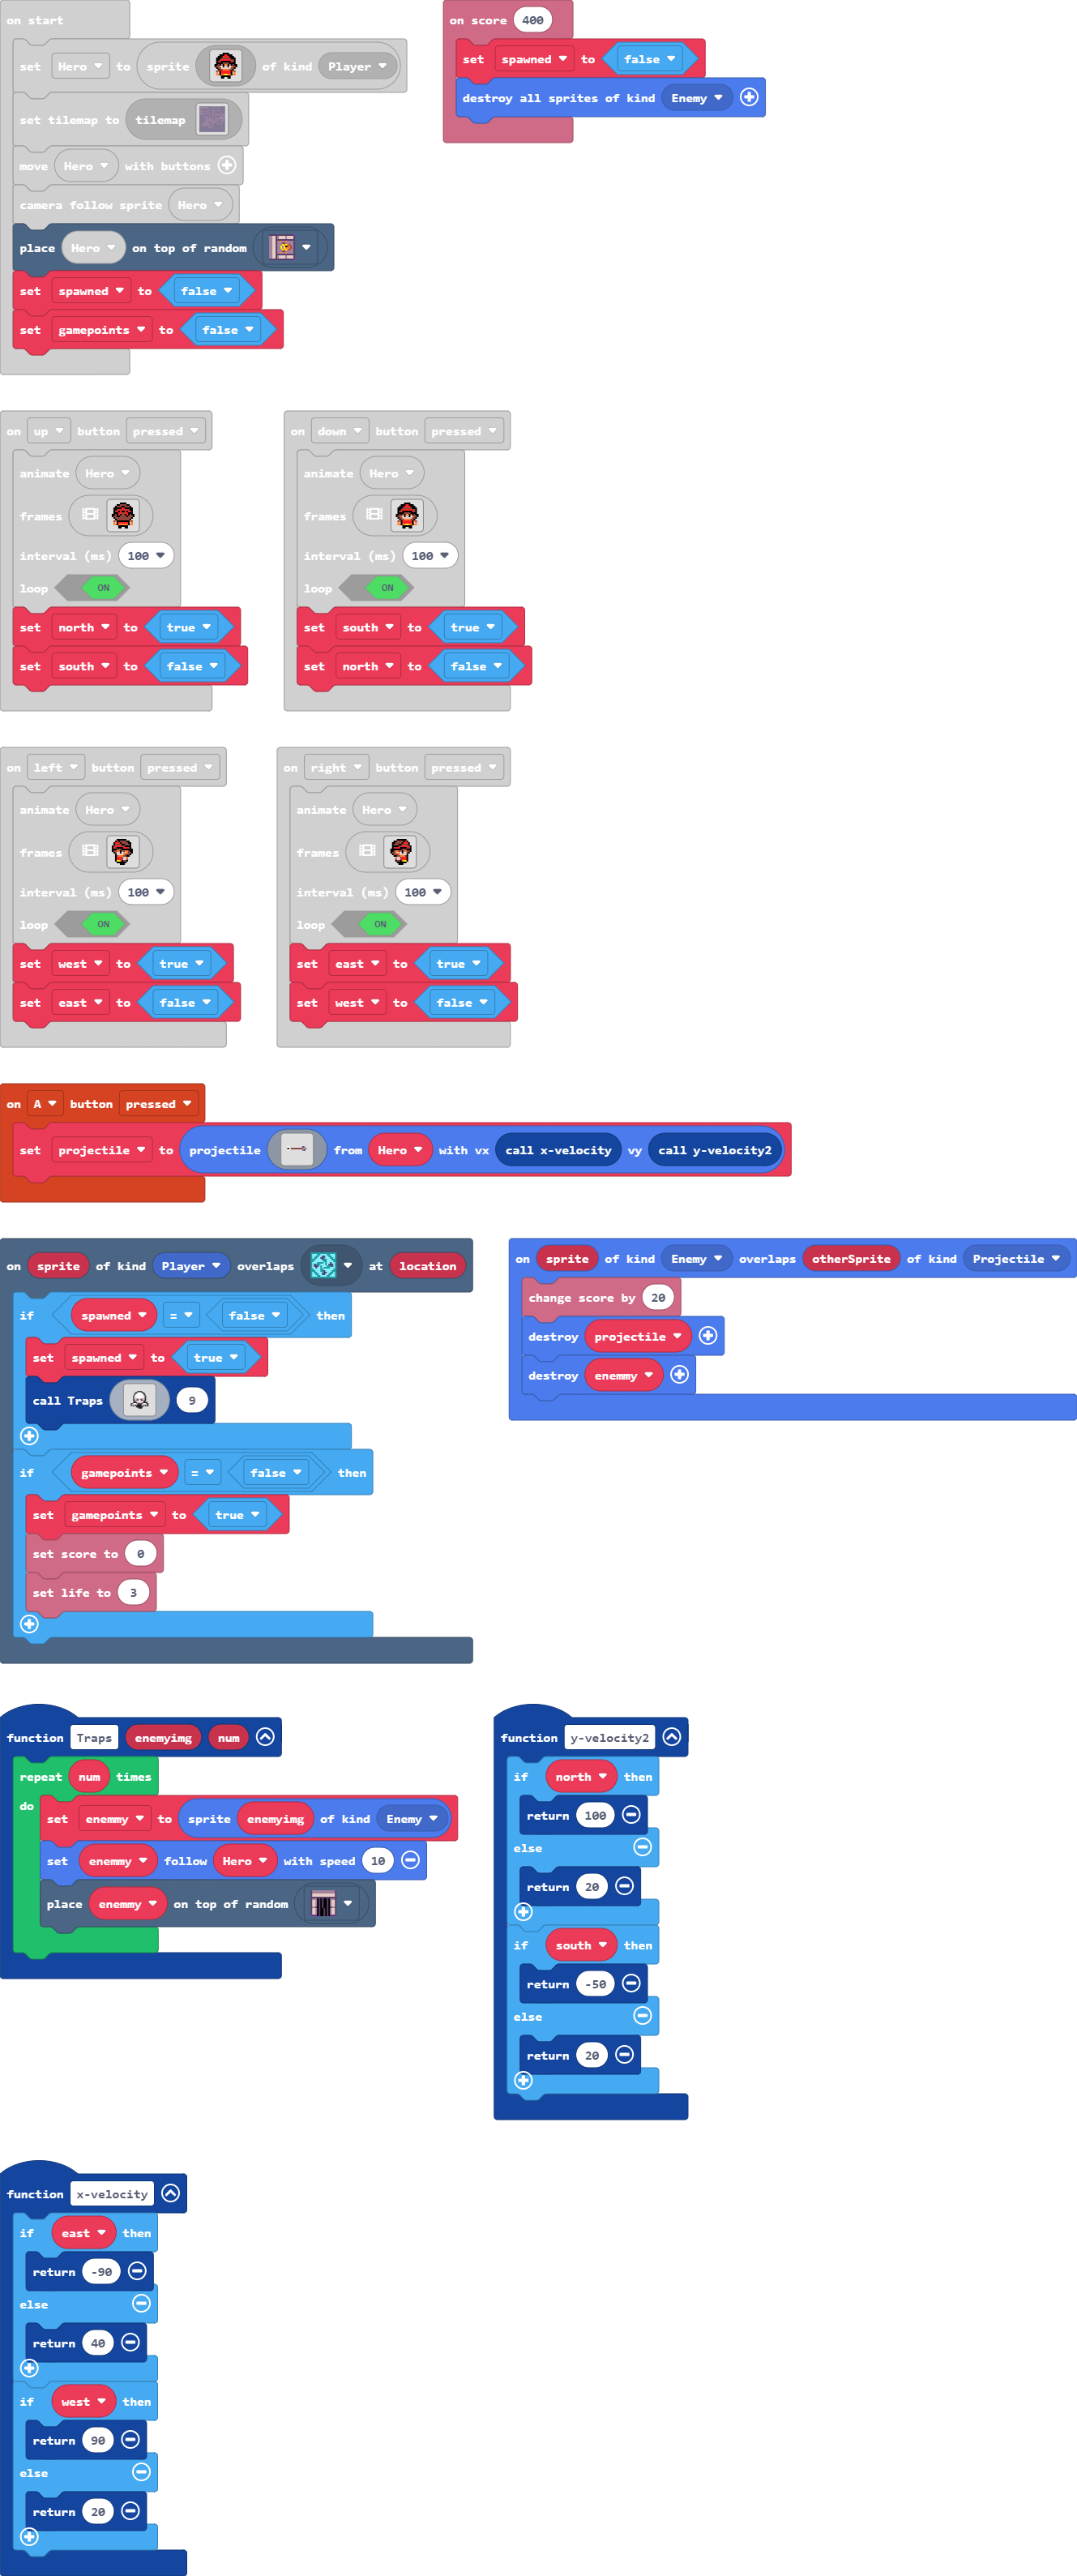 on start
set Hero to sprite of kind Player
set tilemap to tilemap
move Hero with buttons
camera follow sprite Hero
place Hero on top of random
set spawned to false
set gamepoints to false
on score 400
set spawned to false
destroy all sprites of kind Enemy
on up button pressed
animate Hero
frames
interval (ms) 100
loop ON
set north to true
set south to false
on down button pressed
animate Hero
frames
interval (ms) 100
loop ON
set south to true
set north to false
on left button pressed
animate Hero
frames
interval (ms) 100
loop ON
set west to true
set east to false
on right button pressed
animate Hero
frames
interval (ms) 100
loop ON
set east to true
set west to false
on A button pressed
set projectile to projectile from Hero with vx call x-velocity vy call y-velocity2
on sprite of kind Player overlaps at location
if spawned = false then
set spawned to true
call Traps 9
if gamepoints = false then
set gamepoints to true
set score to 0
set life to 3
on sprite of kind Enemy overlaps otherSprite of kind Projectile
change score by 20
destroy projectile
destroy enemmy
function Traps enemyimg num
repeat num times
do
set enemmy to sprite enemyimg of kind Enemy
set enemmy follow Hero with speed 10
place enemmy on top of random
function y-velocity2
if north then
return 100
else
return 20
if south then
return -50
else
return 20
function x-velocity
if east then
return -90
else
return 40
if west then
return 90
else
return 20